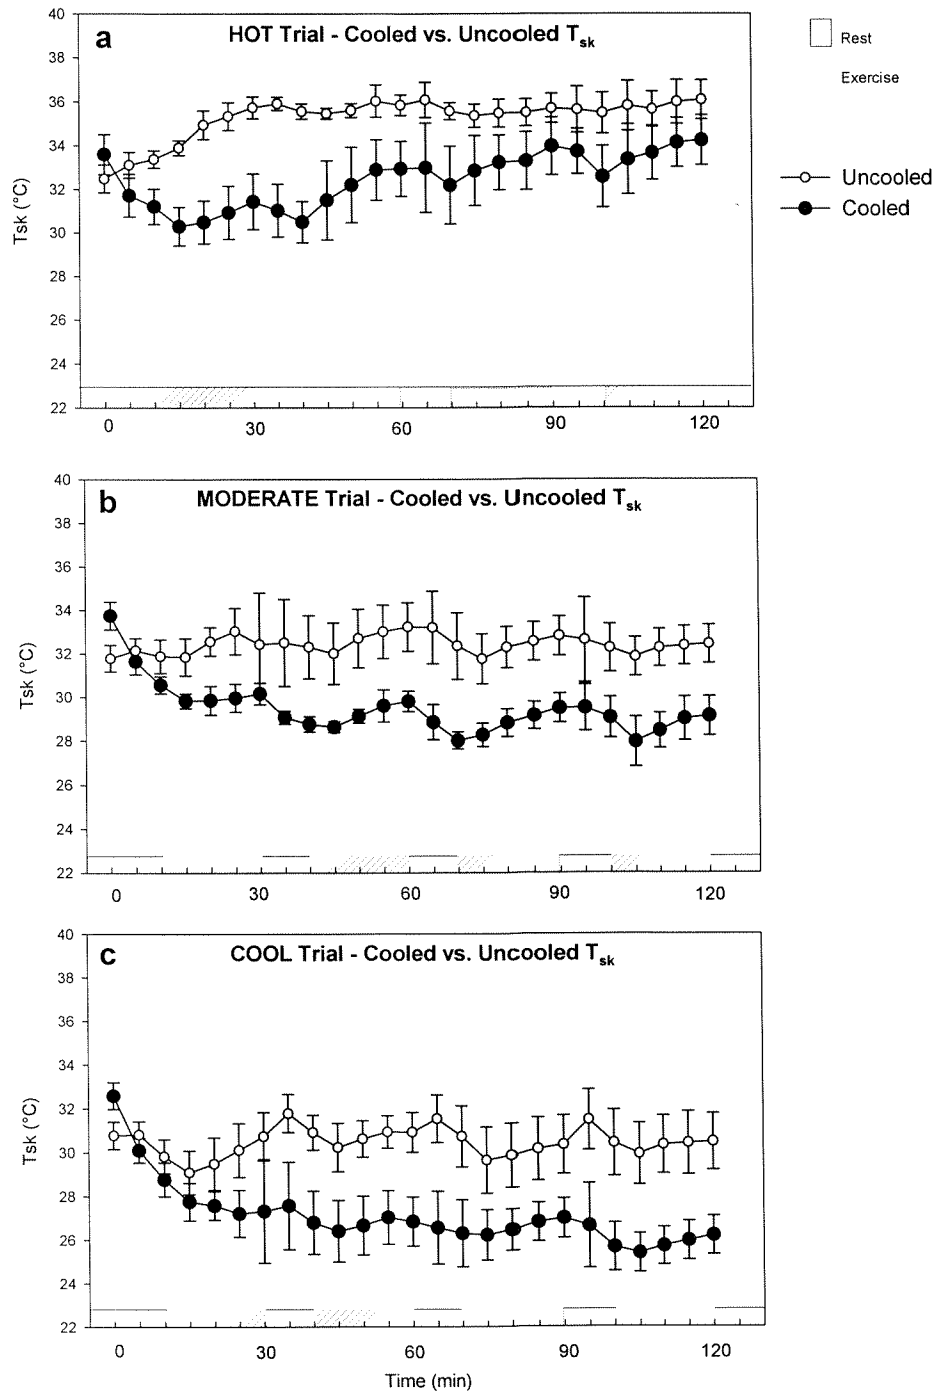 a
HOT Trial - Cooled vs. Uncooled Tsk
40
38
36
34
32
30
28
26
24
22
Tsk (°C)
0 30 60 90 120
Rest
Exercise
Uncooled
Cooled
b
MODERATE Trial - Cooled vs. Uncooled Tsk
40
38
36
34
32
30
28
26
24
22
Tsk (°C)
0 30 60 90 120
c
COOL Trial - Cooled vs. Uncooled Tsk
40
38
36
34
32
30
28
26
24
22
Tsk (°C)
0 30 60 90 120
Time (min)